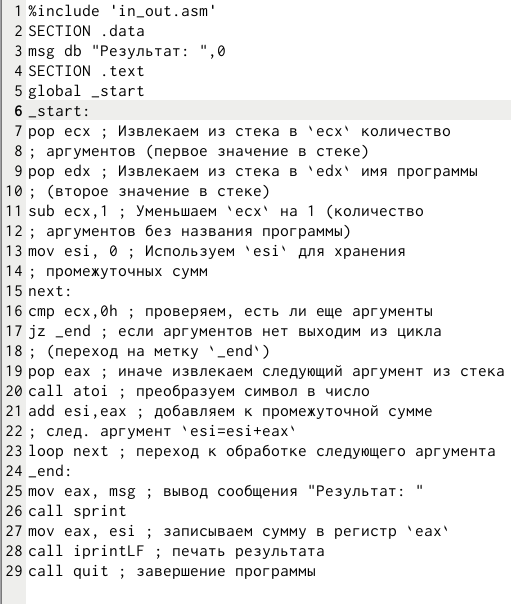 1 %include 'in_out.asm'
2 SECTION .data
3 msg db "Результат: ",0
4 SECTION .text
5 global _start
6 _start:
7 pop ecx ; Извлекаем из стека в `ecx` количество
8 ; аргументов (первое значение в стеке)
9 pop edx ; Извлекаем из стека в `edx` имя программы
10 ; (второе значение в стеке)
11 sub ecx,1 ; Уменьшаем `ecx` на 1 (количество
12 ; аргументов без названия программы)
13 mov esi, 0 ; Используем `esi` для хранения
14 ; промежуточных сумм
15 next:
16 cmp ecx,0h ; проверяем, есть ли еще аргументы
17 jz _end ; если аргументов нет выходим из цикла
18 ; (переход на метку `_end`)
19 pop eax ; иначе извлекаем следующий аргумент из стека
20 call atoi ; преобразуем символ в число
21 add esi,eax ; добавляем к промежуточной сумме
22 ; след. аргумент `esi=esi+eax`
23 loop next ; переход к обработке следующего аргумента
24 _end:
25 mov eax, msg ; вывод сообщения "Результат: "
26 call sprint
27 mov eax, esi ; записываем сумму в регистр `eax`
28 call iprintLF ; печать результата
29 call quit ; завершение программы